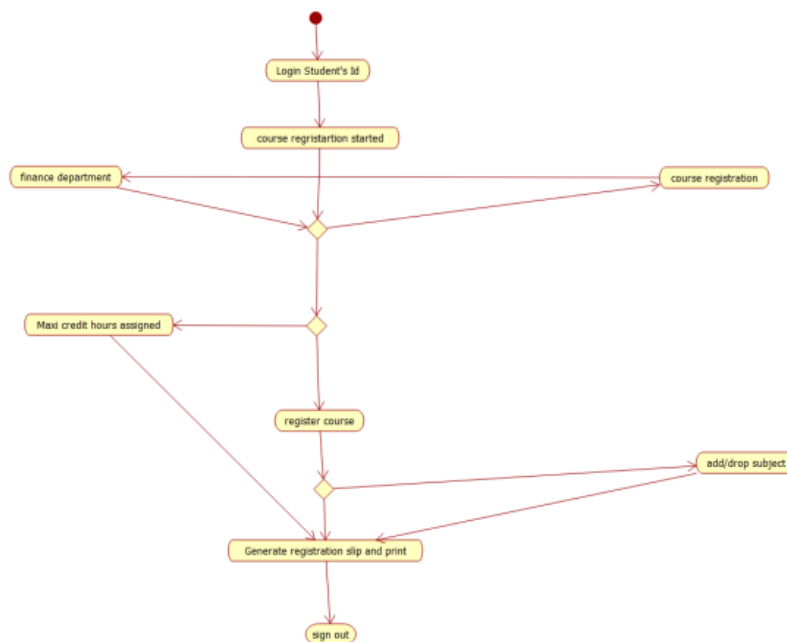 Login Student's Id
course regristartion started
finance department
course registration
Maxi credit hours assigned
register course
add/drop subject
Generate registration slip and print
sign out